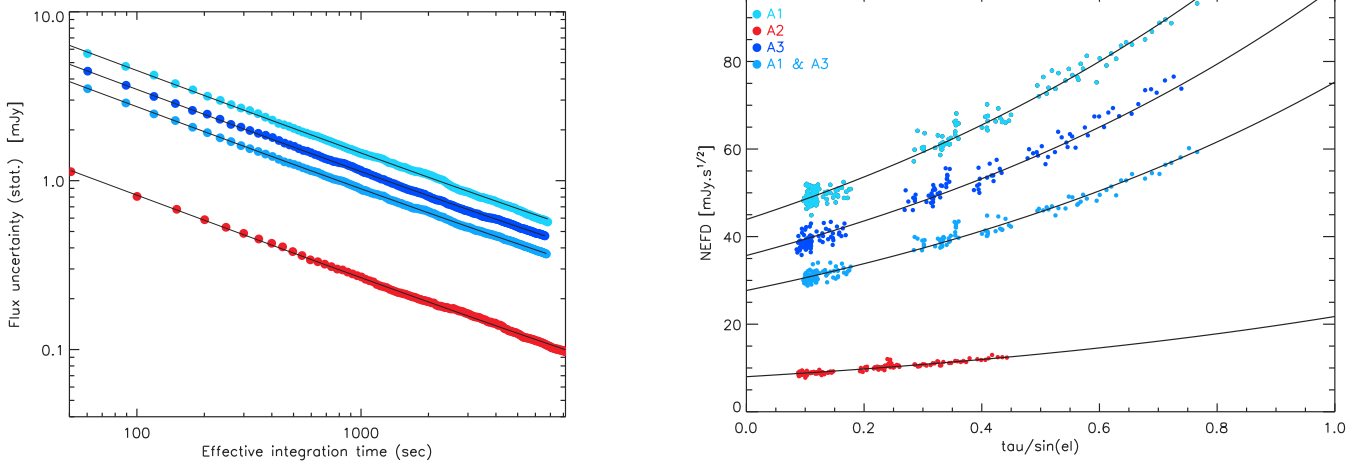 10.0
1.0
0.1
Flux uncertainty (stat.) [mJy]
100 1000
Effective integration time (sec)
A1
A2
A3
A1 & A3
80
60
40
20
0
NEFD [mJy.s^1/2]
0.0 0.2 0.4 0.6 0.8 1.0
tau/sin(el)